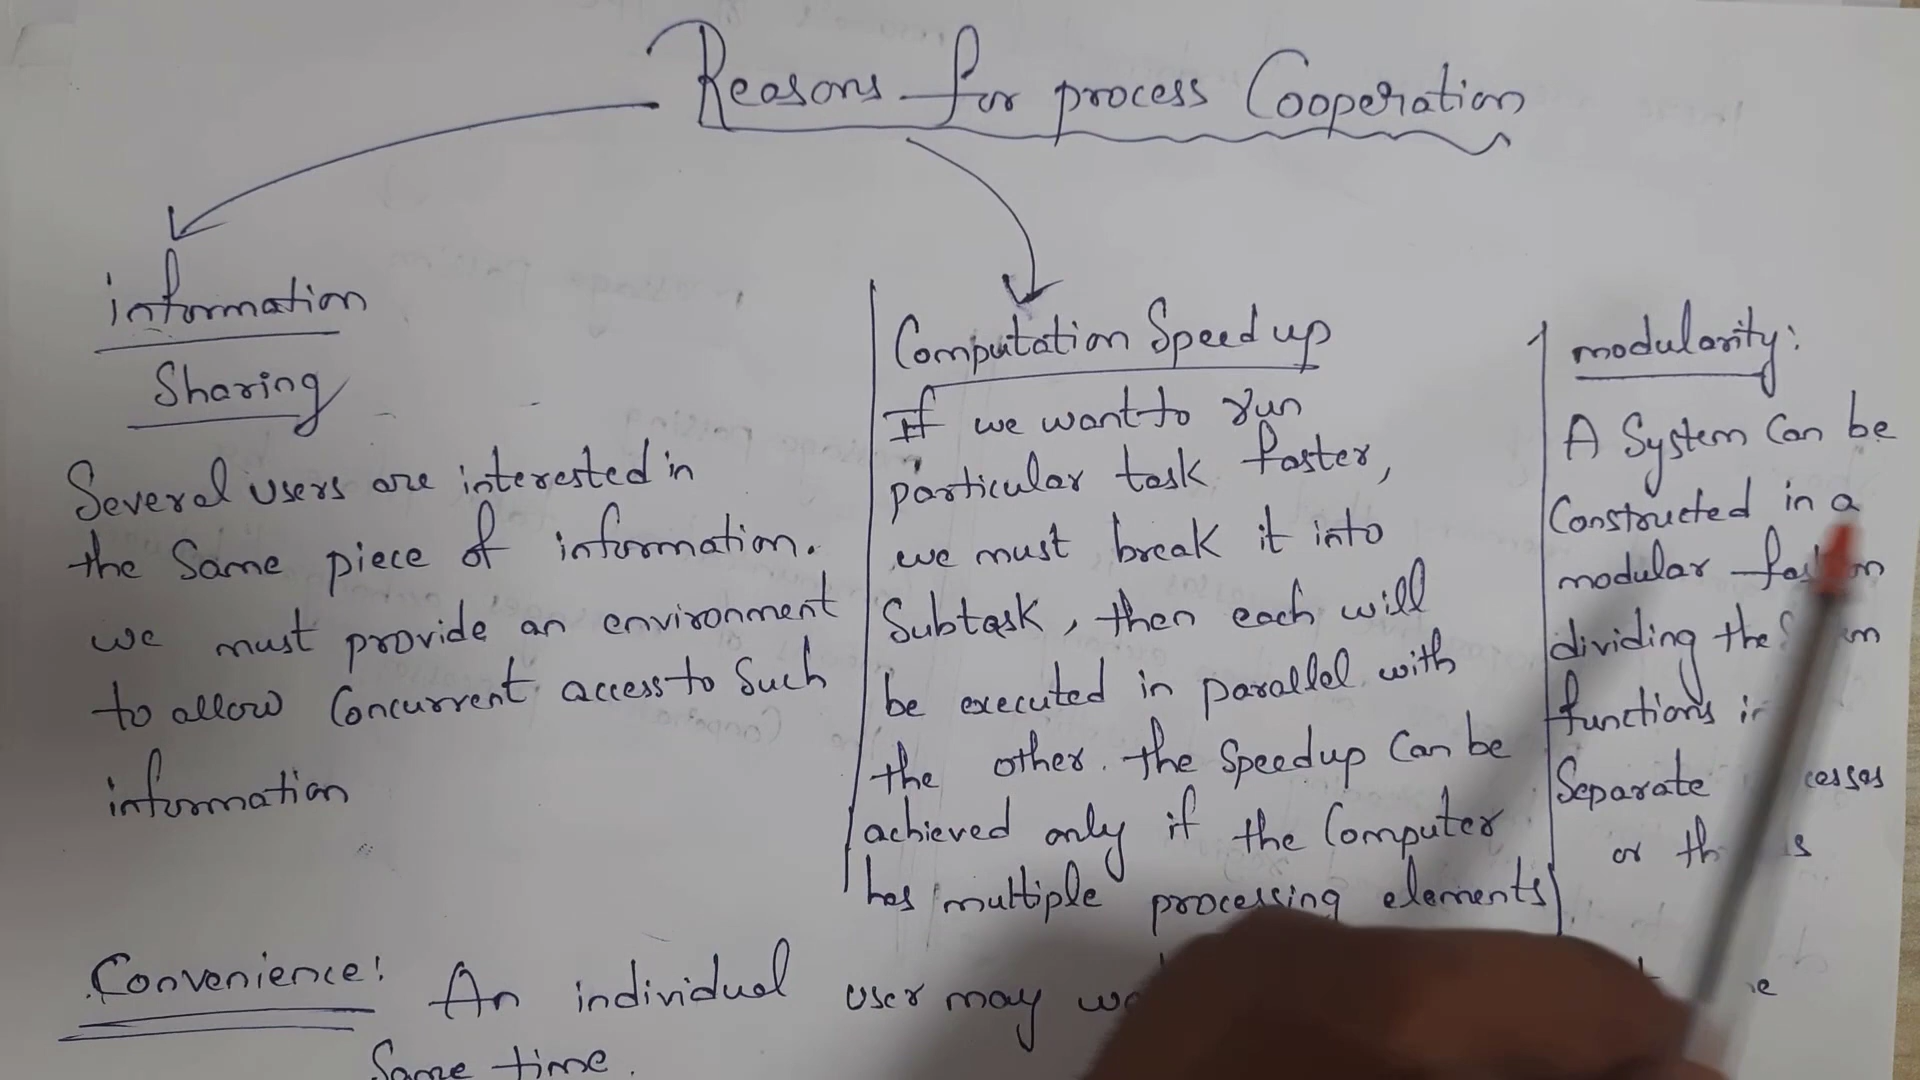 Reasons for process Cooperation
information
Sharing
Several users are interested in
the Same piece of information.
we must provide an environment
to allow Concurrent access to Such
information
Computation Speed up
If we want to run
particular task faster,
we must break it into
Subtask, then each will
be executed in parallel with
the other. the Speedup Can be
achieved only if the Computer
has multiple processing elements
modularity:
A System Can be
Constructed in a
modular
dividing the
functions
Separate
or
Convenience: An individual user may
Same time.